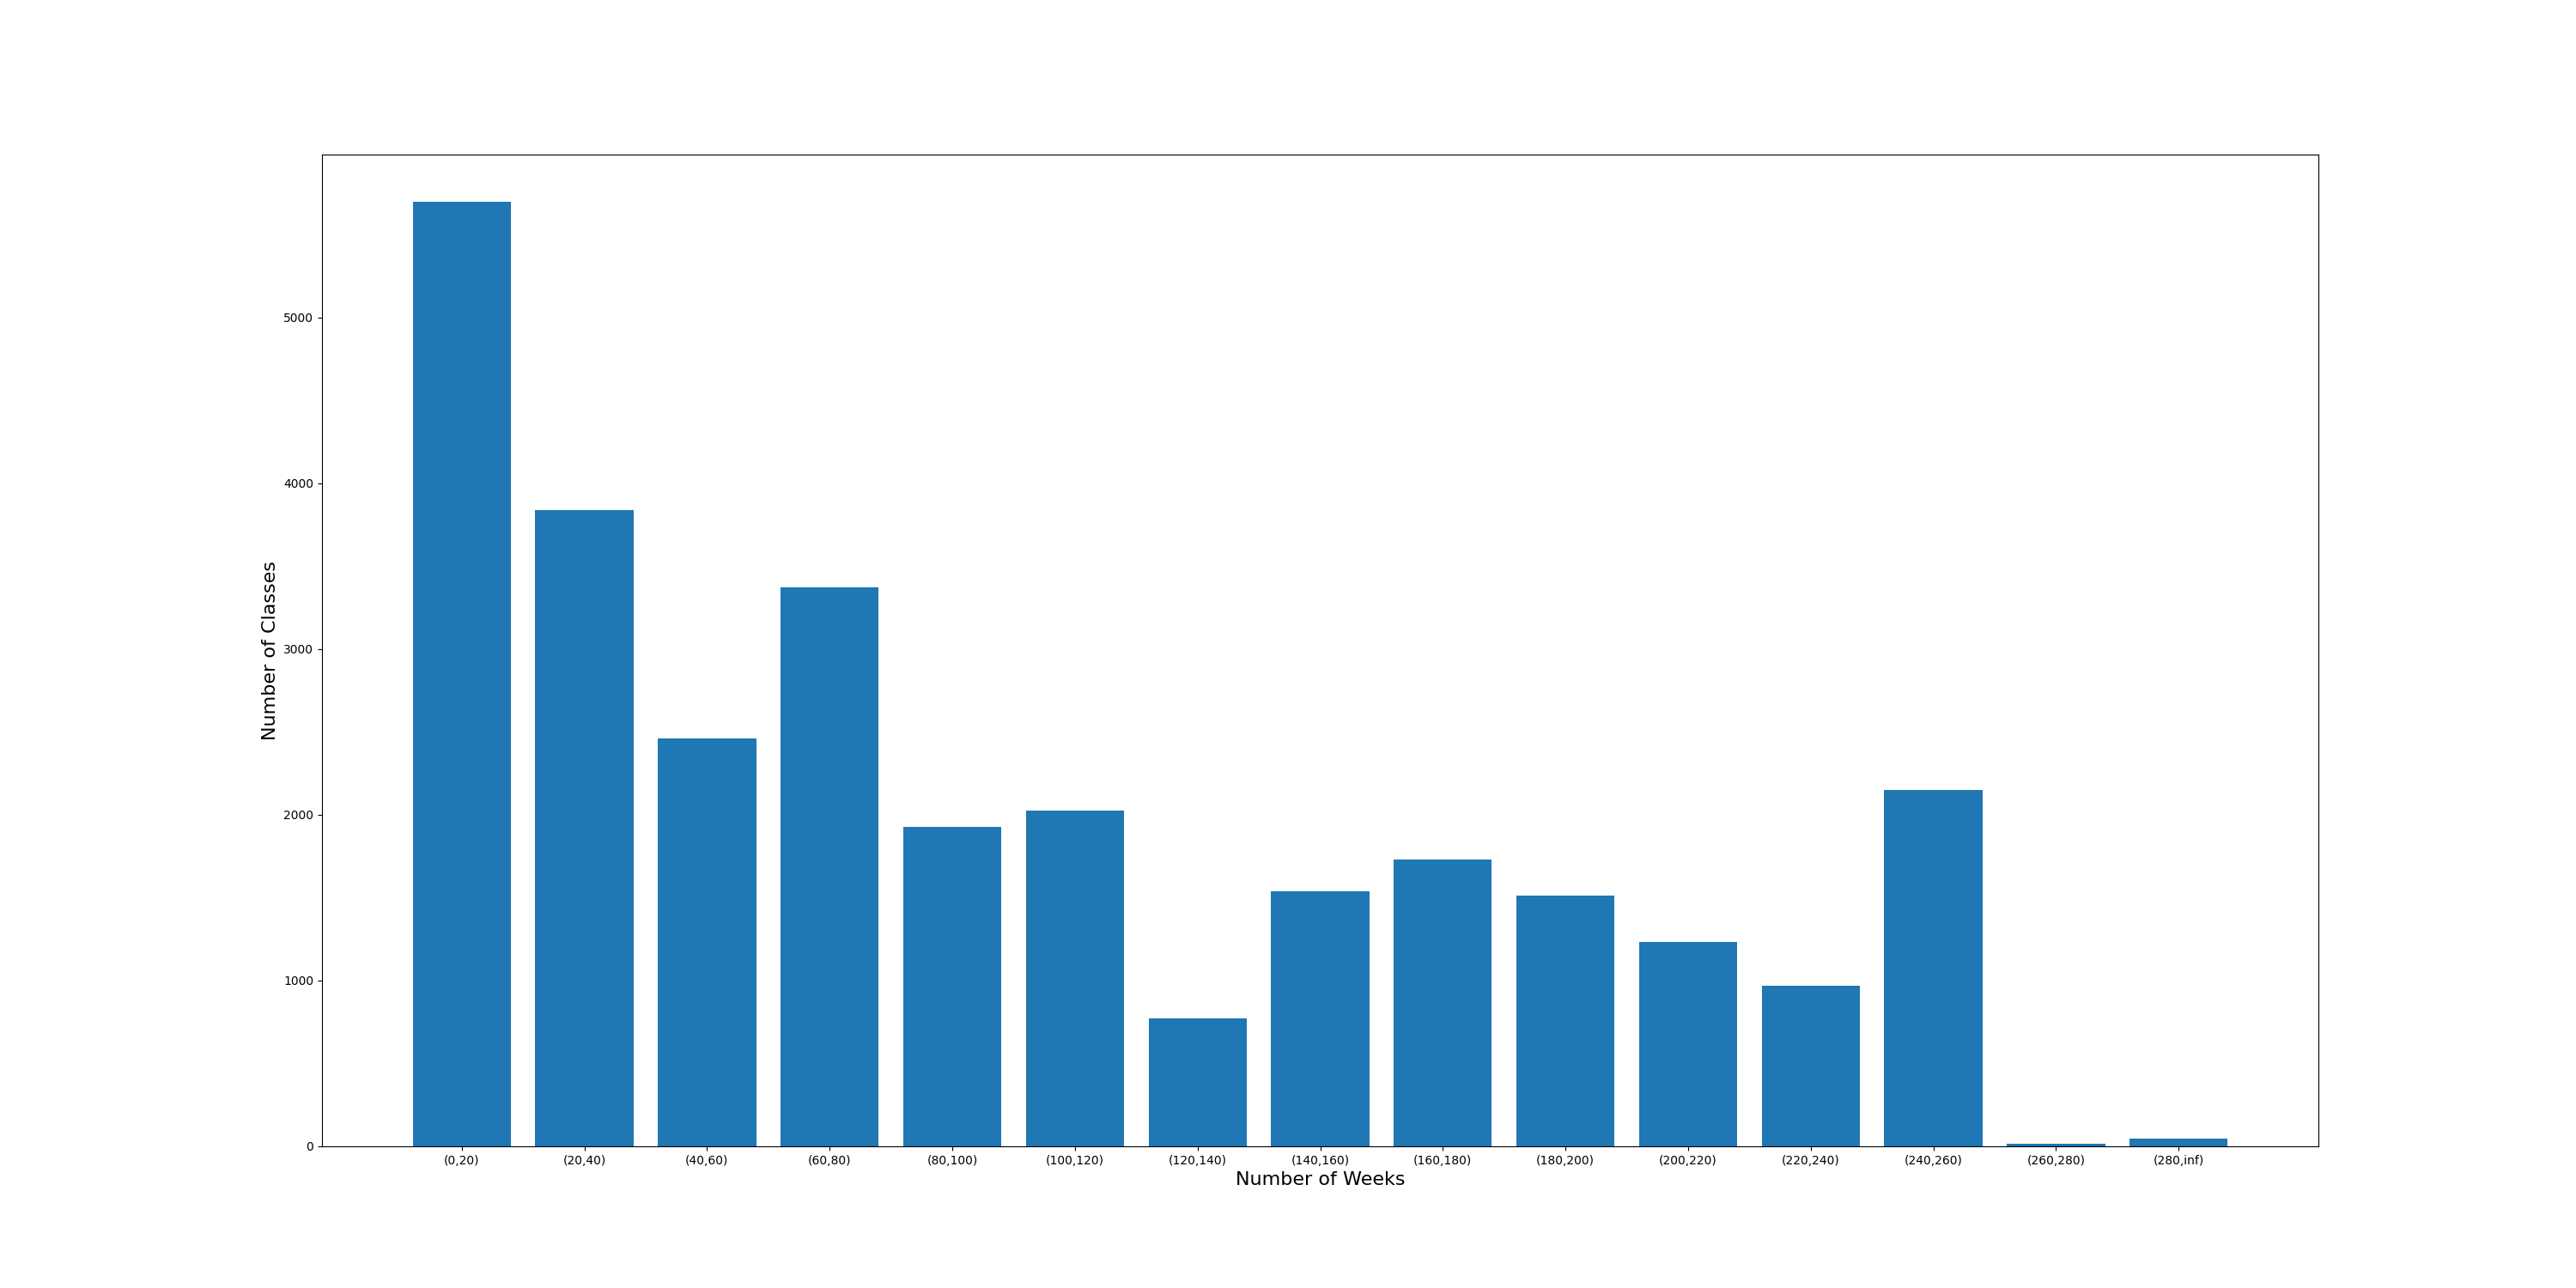 5000
4000
3000
2000
1000
0
Number of Classes
(0,20) (20,40) (40,60) (60,80) (80,100) (100,120) (120,140) (140,160) (160,180) (180,200) (200,220) (220,240) (240,260) (260,280) (280,inf)
Number of Weeks